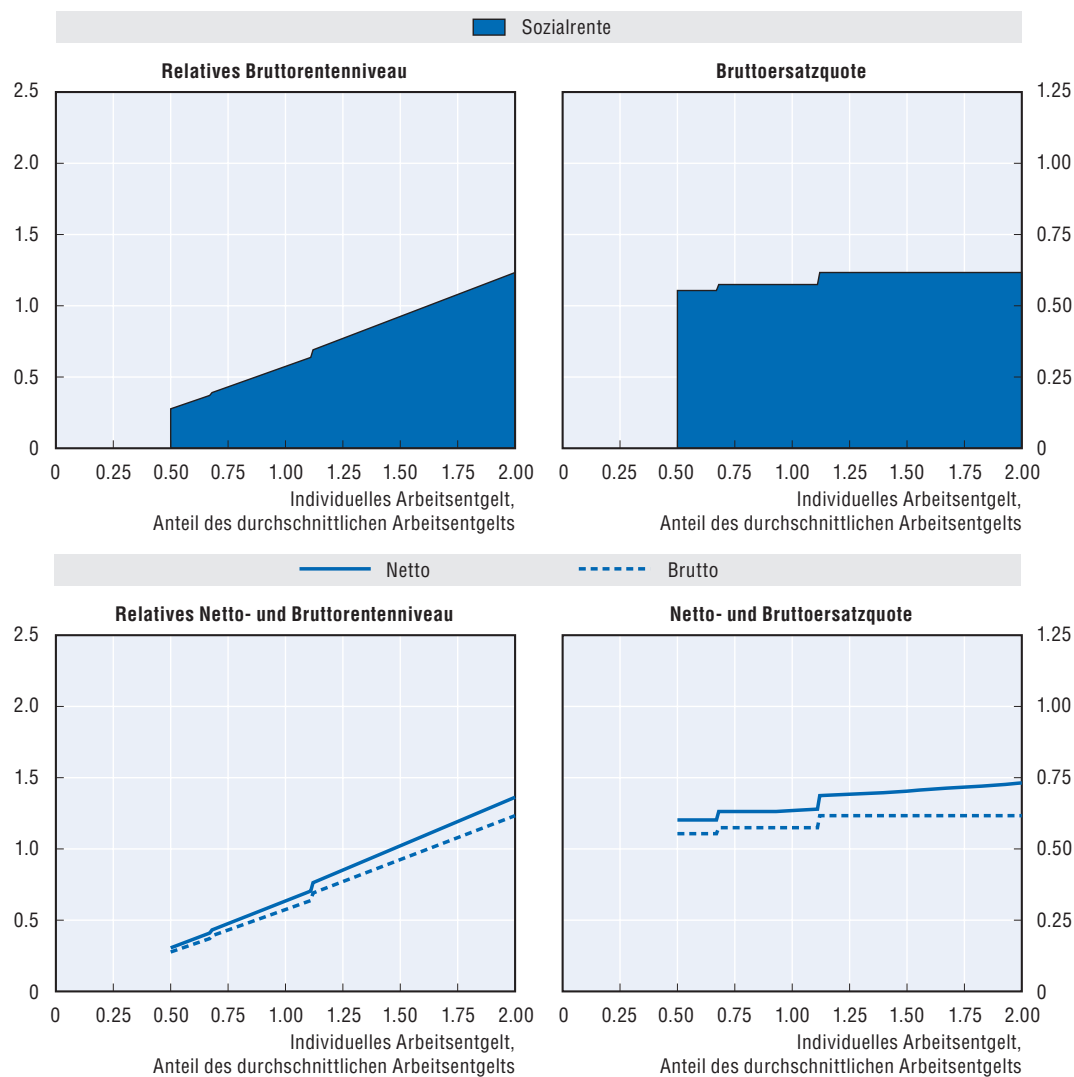 Sozialrente
Relatives Bruttorentenniveau
2.5
2.0
1.5
1.0
0.5
0
0 0.25 0.50 0.75 1.00 1.25 1.50 1.75 2.00
Individuelles Arbeitsentgelt,
Anteil des durchschnittlichen Arbeitsentgelts
Bruttoersatzquote
1.25
1.00
0.75
0.50
0.25
0
0 0.25 0.50 0.75 1.00 1.25 1.50 1.75 2.00
Individuelles Arbeitsentgelt,
Anteil des durchschnittlichen Arbeitsentgelts
Netto Brutto
Relatives Netto- und Bruttorentenniveau
2.5
2.0
1.5
1.0
0.5
0
0 0.25 0.50 0.75 1.00 1.25 1.50 1.75 2.00
Individuelles Arbeitsentgelt,
Anteil des durchschnittlichen Arbeitsentgelts
Netto- und Bruttoersatzquote
1.25
1.00
0.75
0.50
0.25
0
0 0.25 0.50 0.75 1.00 1.25 1.50 1.75 2.00
Individuelles Arbeitsentgelt,
Anteil des durchschnittlichen Arbeitsentgelts